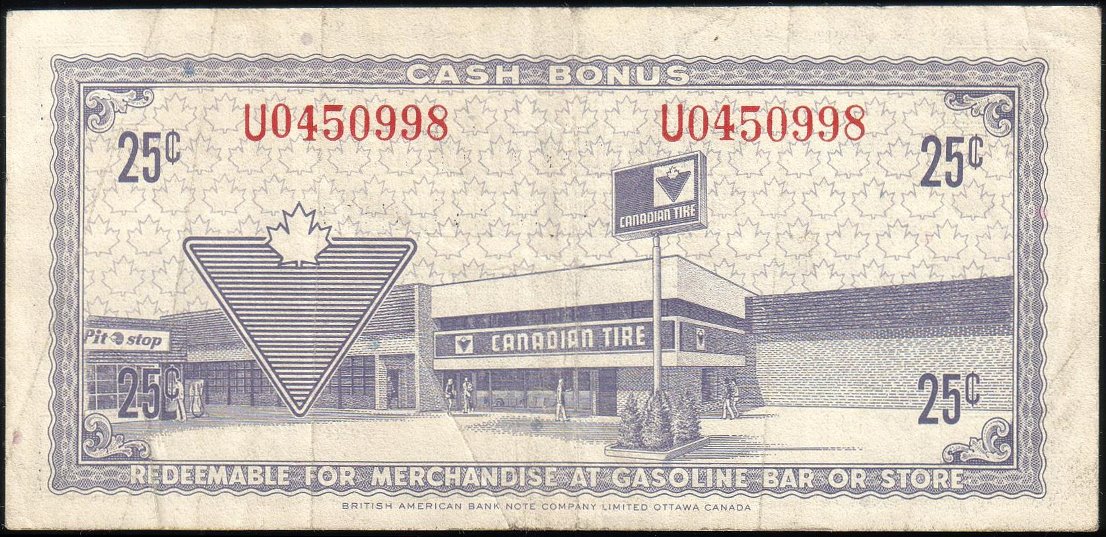 CASH BONUS
U0450998 U0450998
25¢ 25¢
CANADIAN TIRE
Pit stop
CANADIAN TIRE
25¢ 25¢
REDEEMABLE FOR MERCHANDISE AT GASOLINE BAR OR STORE
BRITISH AMERICAN BANK NOTE COMPANY LIMITED OTTAWA CANADA